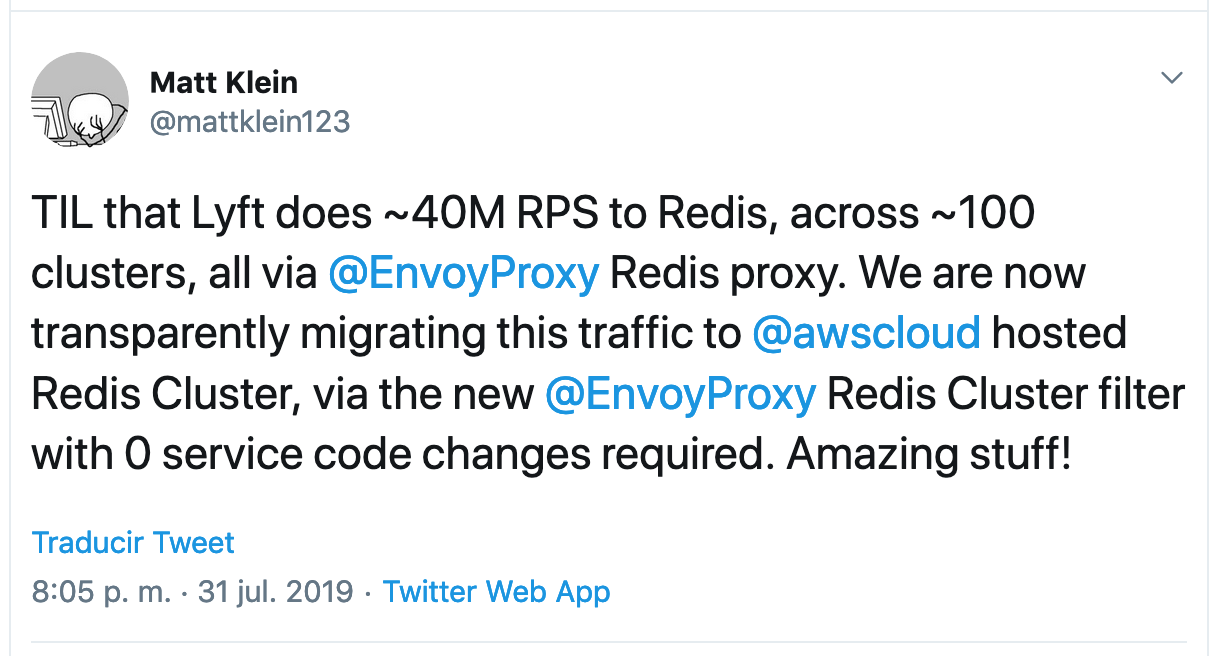 Matt Klein
@mattklein123
TIL that Lyft does ~40M RPS to Redis, across ~100
clusters, all via @EnvoyProxy Redis proxy. We are now
transparently migrating this traffic to @awscloud hosted
Redis Cluster, via the new @EnvoyProxy Redis Cluster filter
with 0 service code changes required. Amazing stuff!
Traducir Tweet
8:05 p. m. · 31 jul. 2019 · Twitter Web App